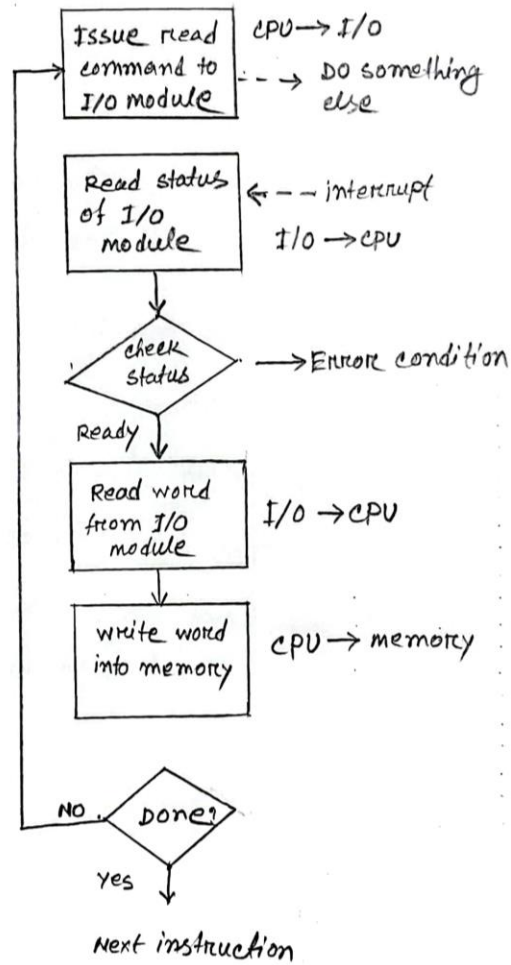 Issue read
command to
I/O module
CPU → I/O
--→ DO something
else
Read status
of I/O
module
←-- interrupt
I/O → CPU
check
status
→ Error condition
Ready
Read word
from I/O
module
I/O → CPU
write word
into memory
CPU → memory
NO
Done?
Yes
Next instruction